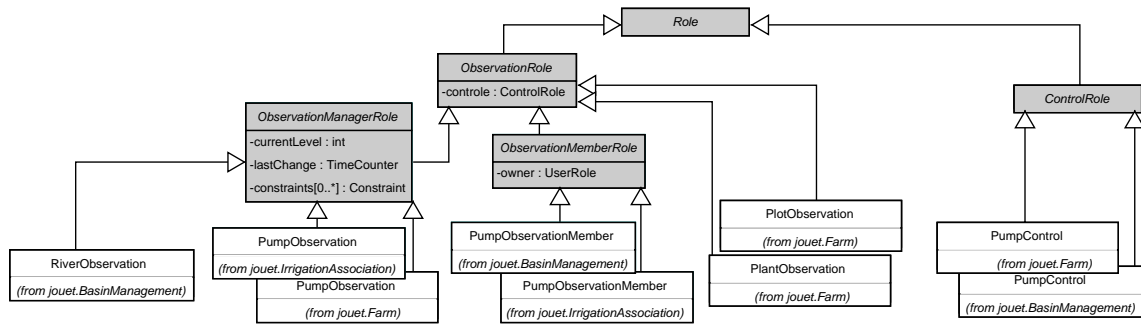 Role
ObservationRole
-controle : ControlRole
ControlRole
ObservationManagerRole
-currentLevel : int
-lastChange : TimeCounter
-constraints[0..*] : Constraint
ObservationMemberRole
-owner : UserRole
RiverObservation
(from jouet.BasinManagement)
PumpObservation
(from jouet.IrrigationAssociation)
PumpObservation
(from jouet.Farm)
PumpObservationMember
(from jouet.BasinManagement)
PumpObservationMember
(from jouet.IrrigationAssociation)
PlotObservation
(from jouet.Farm)
PlantObservation
(from jouet.Farm)
PumpControl
(from jouet.Farm)
PumpControl
(from jouet.BasinManagement)